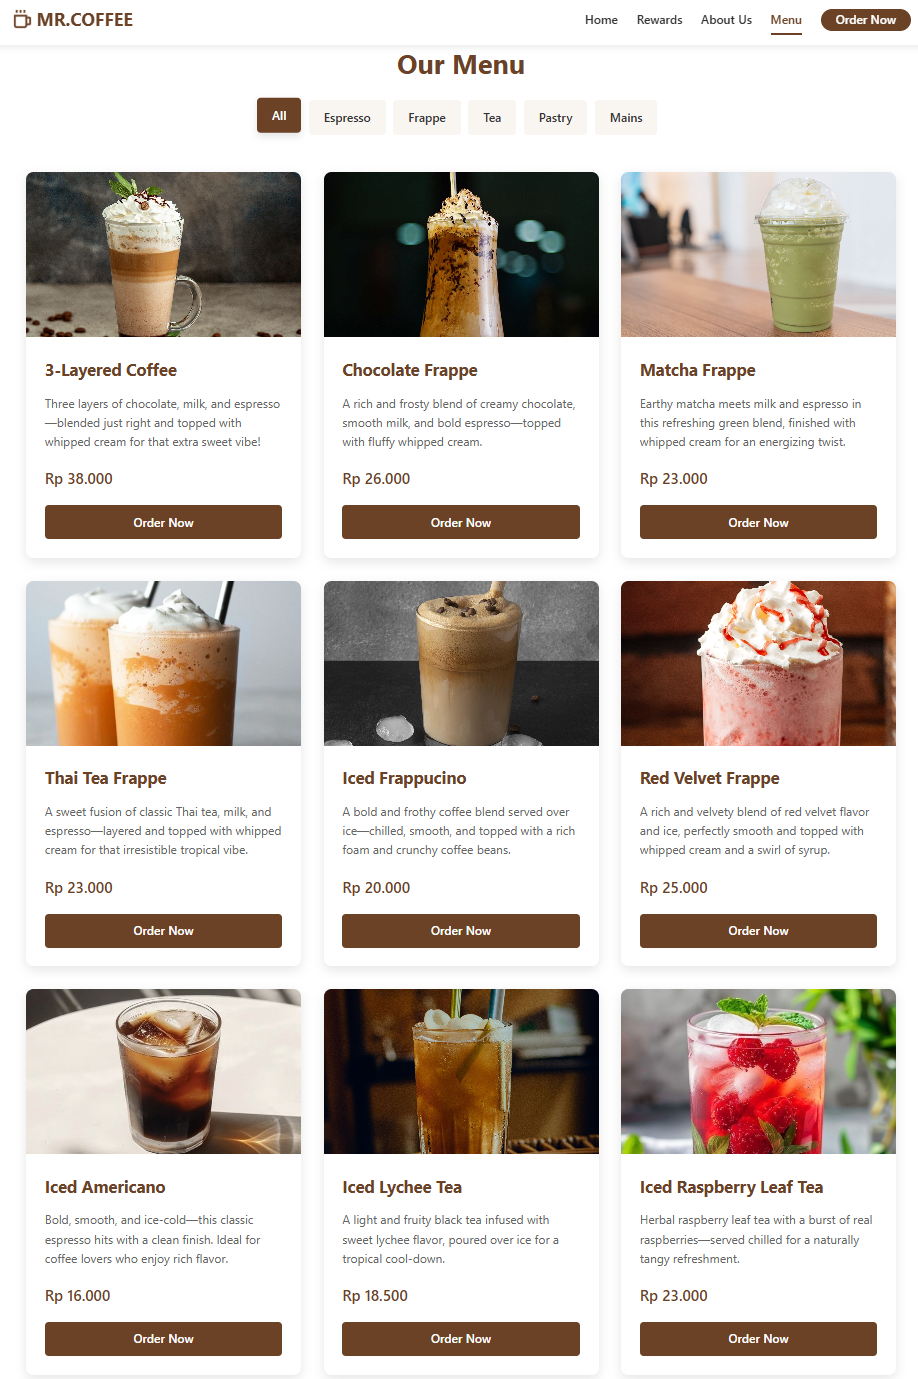 MR.COFFEE
Home Rewards About Us Menu Order Now
Our Menu
All Espresso Frappe Tea Pastry Mains
3-Layered Coffee
Three layers of chocolate, milk, and espresso
—blended just right and topped with
whipped cream for that extra sweet vibe!
Rp 38.000
Order Now
Chocolate Frappe
A rich and frosty blend of creamy chocolate,
smooth milk, and bold espresso—topped
with fluffy whipped cream.
Rp 26.000
Order Now
Matcha Frappe
Earthy matcha meets milk and espresso in
this refreshing green blend, finished with
whipped cream for an energizing twist.
Rp 23.000
Order Now
Thai Tea Frappe
A sweet fusion of classic Thai tea, milk, and
espresso—layered and topped with whipped
cream for that irresistible tropical vibe.
Rp 23.000
Order Now
Iced Frappucino
A bold and frothy coffee blend served over
ice—chilled, smooth, and topped with a rich
foam and crunchy coffee beans.
Rp 20.000
Order Now
Red Velvet Frappe
A rich and velvety blend of red velvet flavor
and ice, perfectly smooth and topped with
whipped cream and a swirl of syrup.
Rp 25.000
Order Now
Iced Americano
Bold, smooth, and ice-cold—this classic
espresso hits with a clean finish. Ideal for
coffee lovers who enjoy rich flavor.
Rp 16.000
Order Now
Iced Lychee Tea
A light and fruity black tea infused with
sweet lychee flavor, poured over ice for a
tropical cool-down.
Rp 18.500
Order Now
Iced Raspberry Leaf Tea
Herbal raspberry leaf tea with a burst of real
raspberries—served chilled for a naturally
tangy refreshment.
Rp 23.000
Order Now